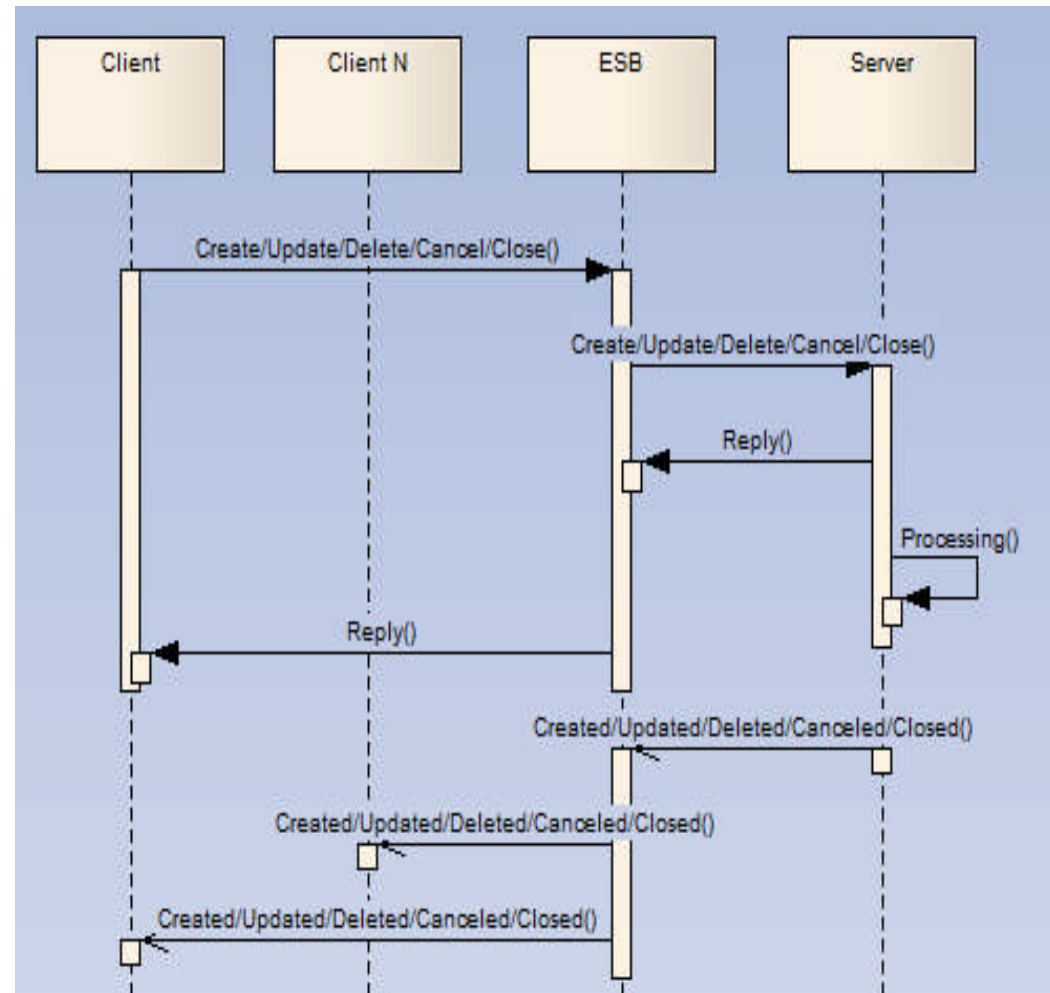 Client
Client N
ESB
Server
Create/Update/Delete/Cancel/Close()
Create/Update/Delete/Cancel/Close()
Reply()
Processing()
Reply()
Created/Updated/Deleted/Canceled/Closed()
Created/Updated/Deleted/Canceled/Closed()
Created/Updated/Deleted/Canceled/Closed()